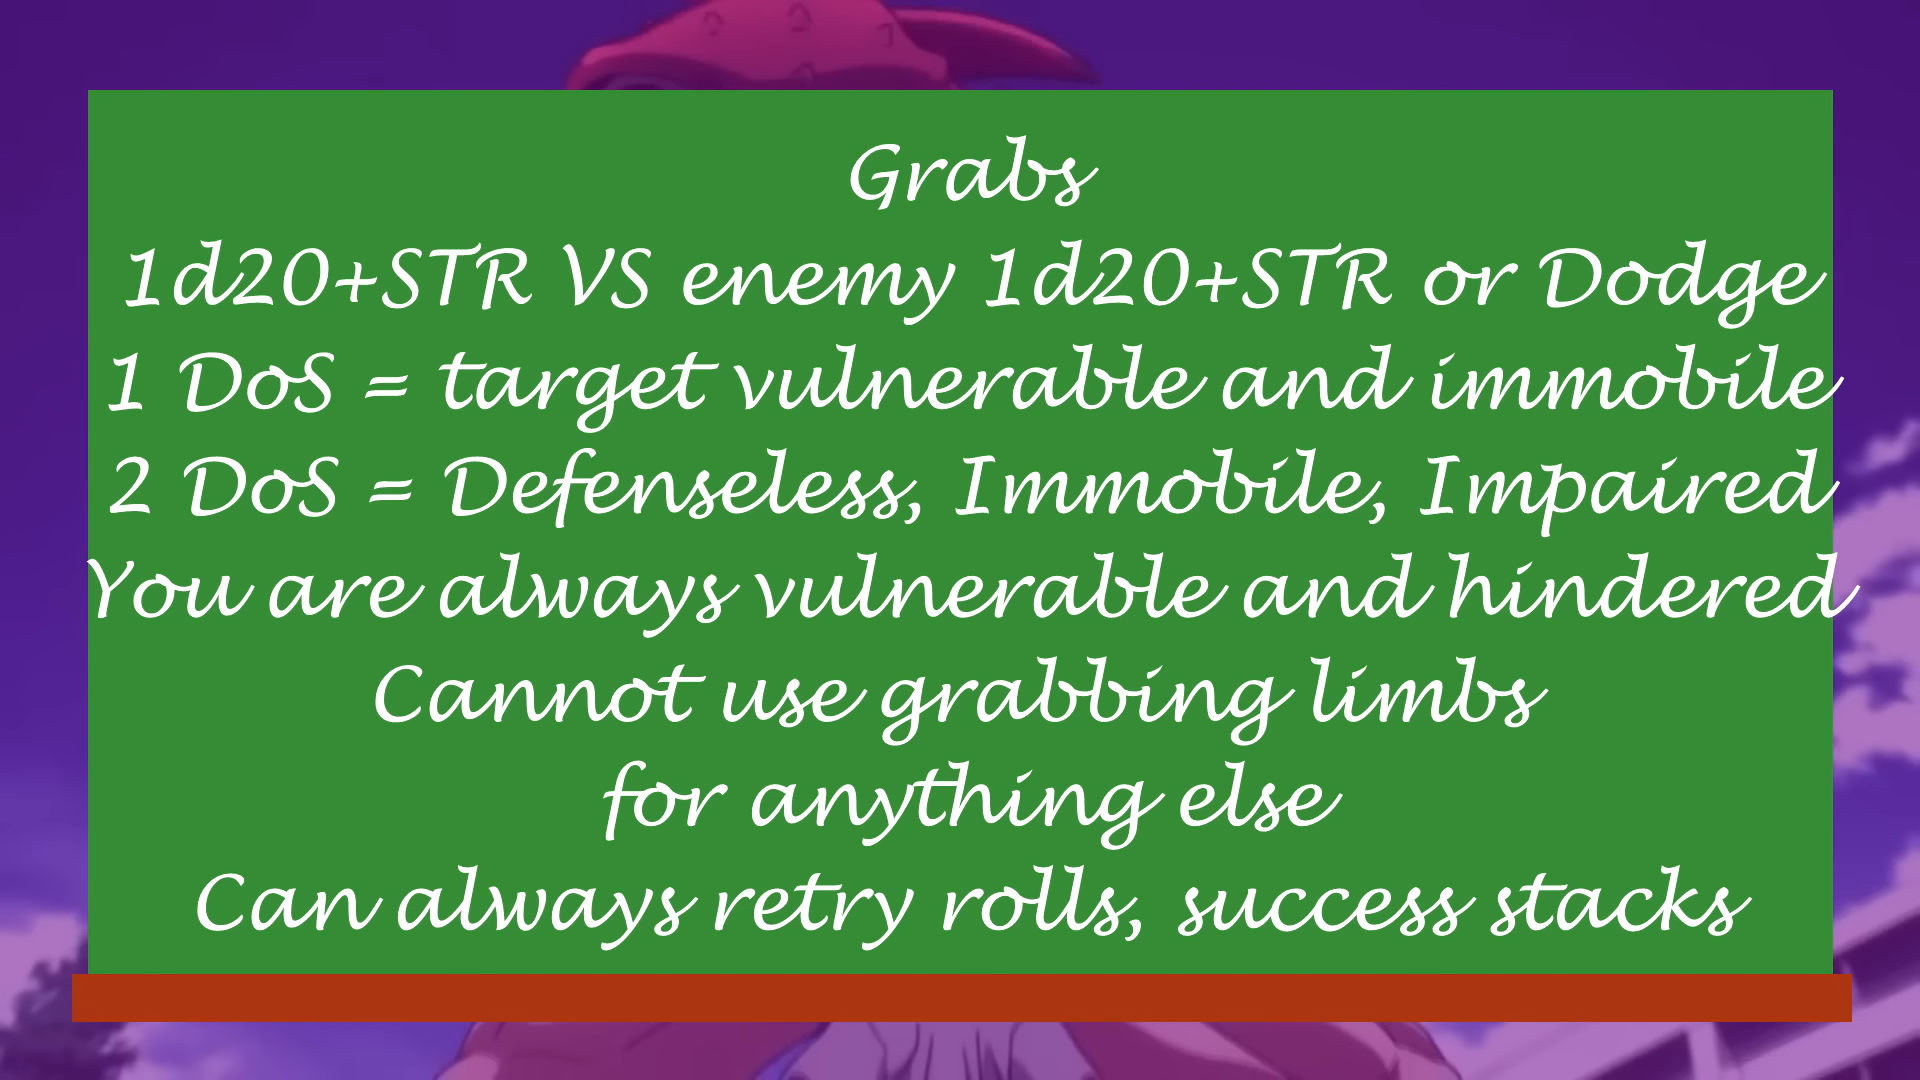 Grabs
1d20+STR VS enemy 1d20+STR or Dodge
1 DoS = target vulnerable and immobile
2 DoS = Defenseless, Immobile, Impaired
You are always vulnerable and hindered
Cannot use grabbing limbs
for anything else
Can always retry rolls, success stacks